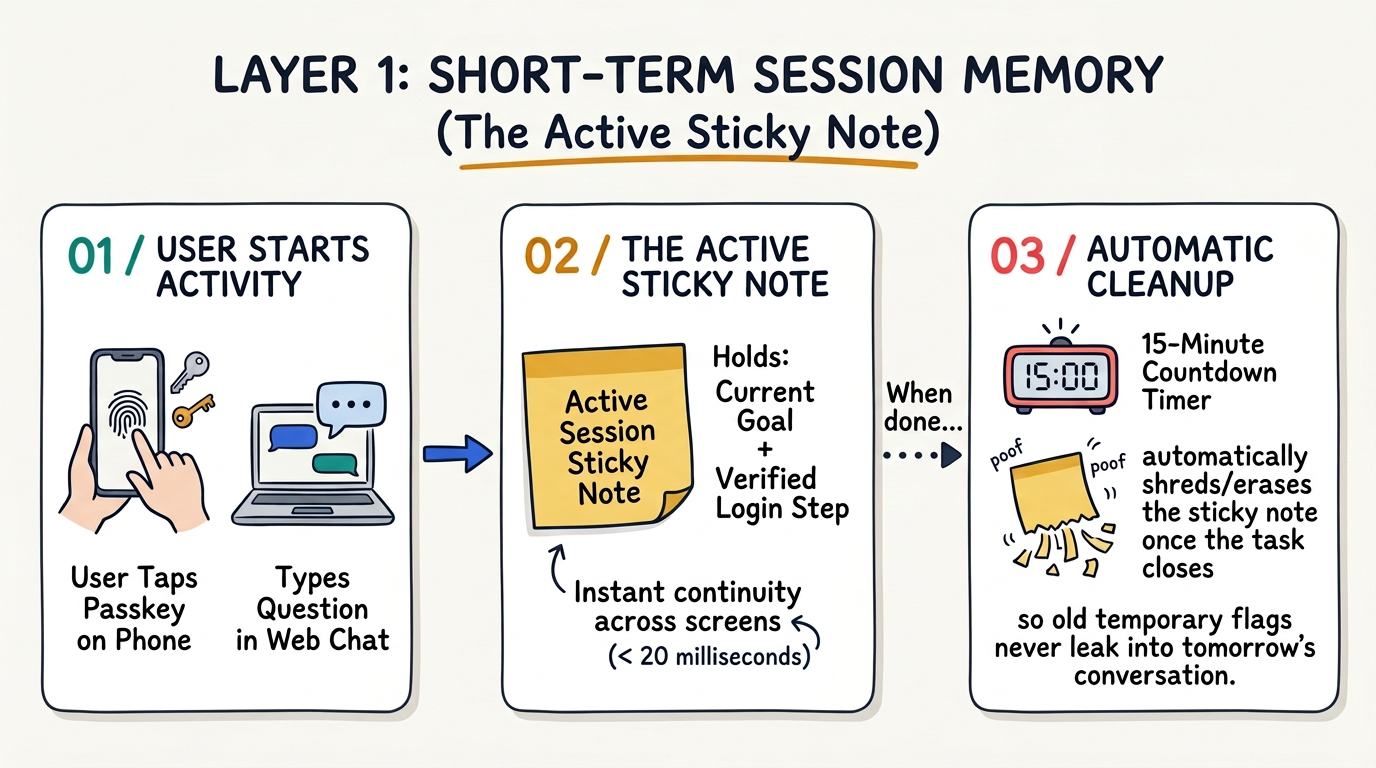 LAYER 1: SHORT-TERM SESSION MEMORY
(The Active Sticky Note)
01 / USER STARTS
ACTIVITY
User Taps
Passkey
on Phone
Types
Question
in Web Chat
02 / THE ACTIVE
STICKY NOTE
Active
Session
Sticky
Note
Holds:
Current
Goal
+
Verified
Login Step
Instant continuity
across screens
(< 20 milliseconds)
When
done...
03 / AUTOMATIC
CLEANUP
15:00
15-Minute
Countdown
Timer
poof
poof
automatically
shreds/erases
the sticky note
once the task
closes
so old temporary flags
never leak into tomorrow's
conversation.